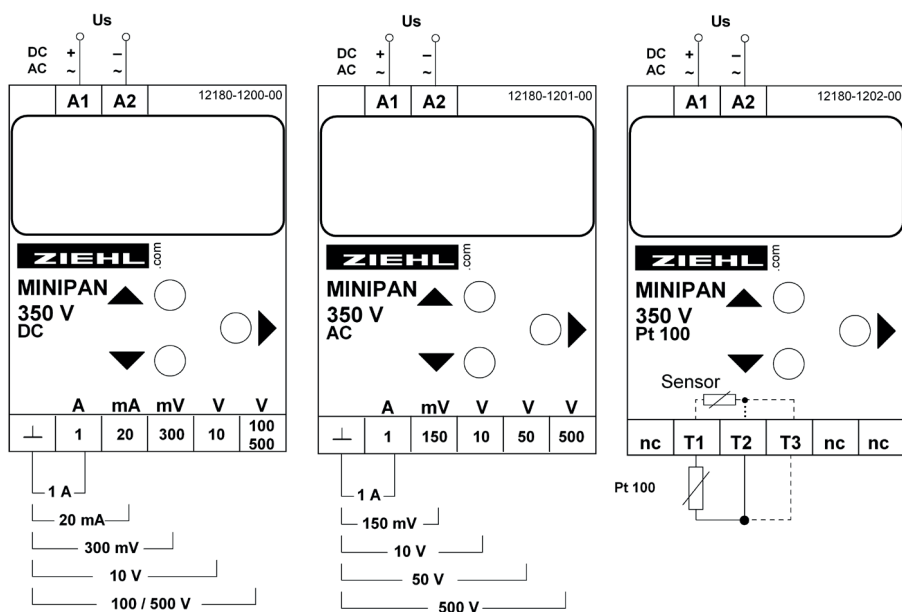 Us
DC + –
AC ~ ~
A1 A2 12180-1200-00
ZIEHL .com
MINIPAN
350 V
DC
A mA mV V V
⊥ 1 20 300 10 100 500
1 A
20 mA
300 mV
10 V
100 / 500 V
Us
DC + –
AC ~ ~
A1 A2 12180-1201-00
ZIEHL .com
MINIPAN
350 V
AC
A mV V V V
⊥ 1 150 10 50 500
1 A
150 mV
10 V
50 V
500 V
Us
DC + –
AC ~ ~
A1 A2 12180-1202-00
ZIEHL .com
MINIPAN
350 V
Pt 100
Sensor
nc T1 T2 T3 nc nc
Pt 100